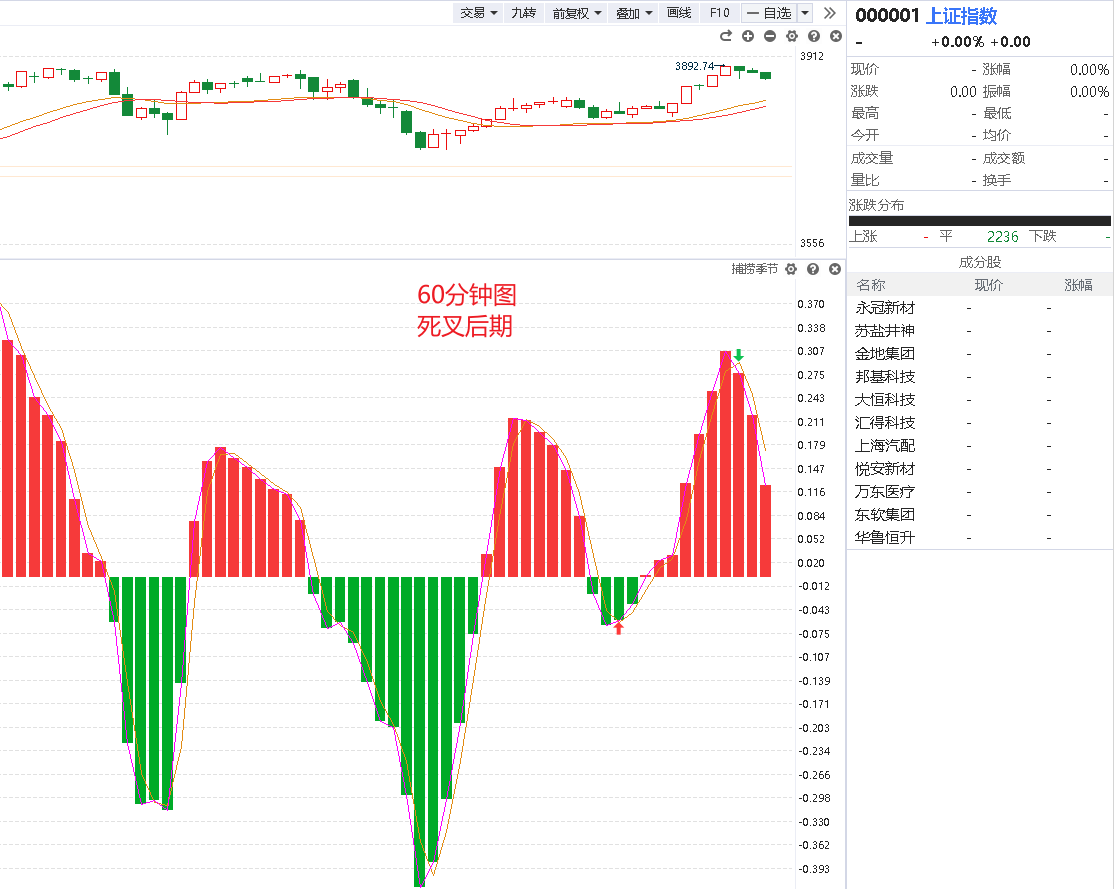 交易 九转 前复权 叠加 画线 F10 一自选
000001 上证指数
- +0.00% +0.00
3912
3892.74
3556
现价 - 涨幅 0.00%
涨跌 0.00 振幅 0.00%
最高 - 最低 -
今开 - 均价 -
成交量 - 成交额 -
量比 - 换手 -
涨跌分布
上涨 - 平 2236 下跌 -
成分股
名称 现价 涨幅
永冠新材 - -
苏盐井神 - -
金地集团 - -
邦基科技 - -
大恒科技 - -
汇得科技 - -
上海汽配 - -
悦安新材 - -
万东医疗 - -
东软集团 - -
华鲁恒升 - -
捕捞季节
60分钟图
死叉后期
0.370
0.338
0.307
0.275
0.243
0.211
0.179
0.147
0.116
0.084
0.052
0.020
-0.012
-0.043
-0.075
-0.107
-0.139
-0.171
-0.203
-0.234
-0.266
-0.298
-0.330
-0.362
-0.393